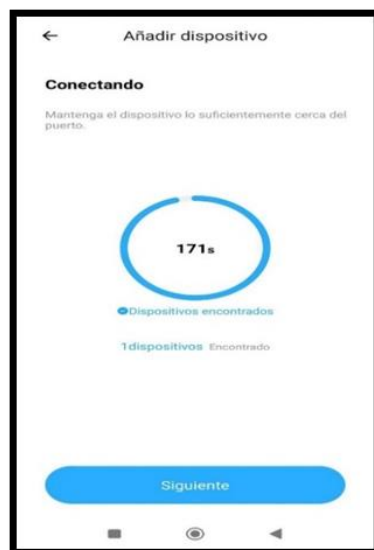 Añadir dispositivo
Conectando
Mantenga el dispositivo lo suficientemente cerca del
puerto.
171s
Dispositivos encontrados
1dispositivos Encontrado
Siguiente